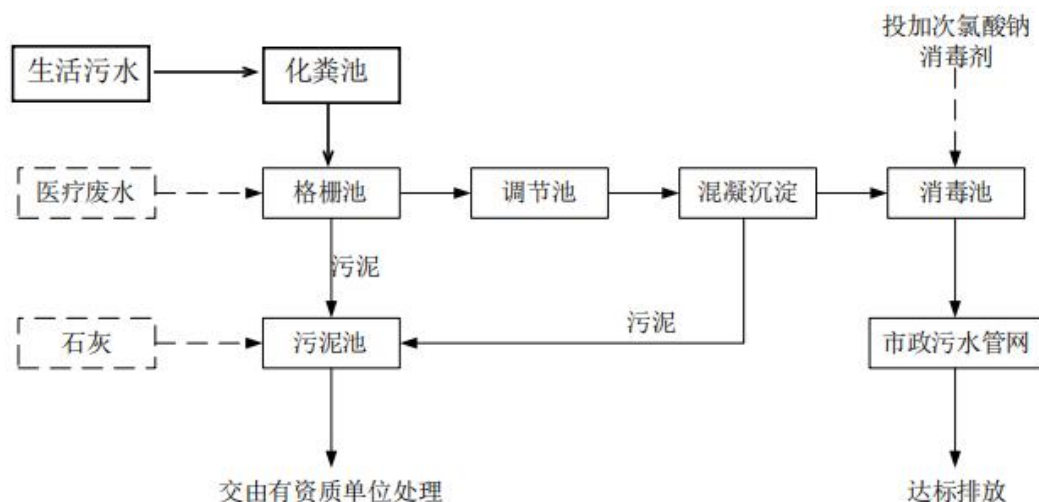 投加次氯酸钠
消毒剂
生活污水
化粪池
医疗废水
格栅池
调节池
混凝沉淀
消毒池
污泥
石灰
污泥池
污泥
市政污水管网
交由有资质单位处理
达标排放